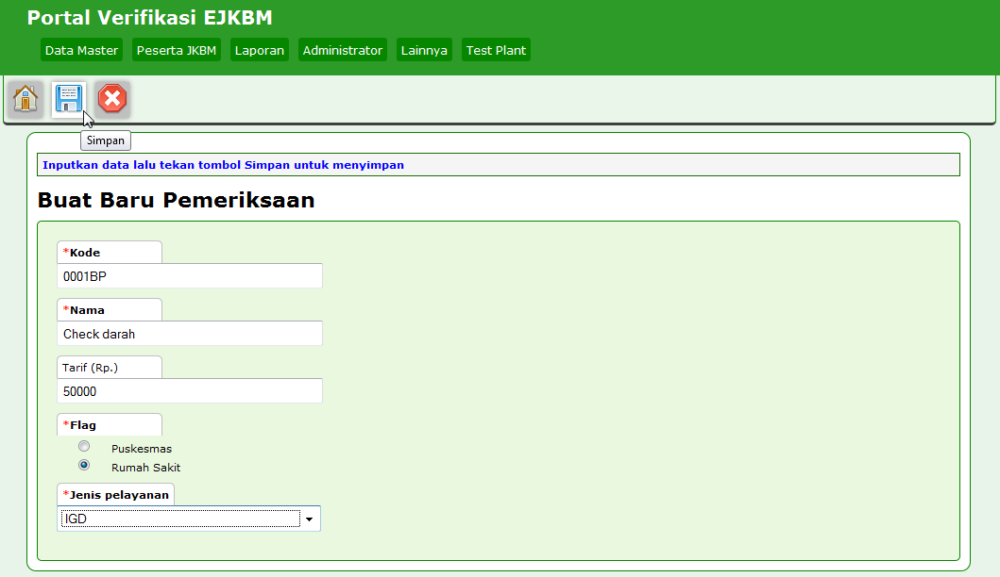 Portal Verifikasi EJKBM
Data Master Peserta JKBM Laporan Administrator Lainnya Test Plant
Simpan
Inputkan data lalu tekan tombol Simpan untuk menyimpan
Buat Baru Pemeriksaan
*Kode
0001BP
*Nama
Check darah
Tarif (Rp.)
50000
*Flag
Puskesmas
Rumah Sakit
*Jenis pelayanan
IGD